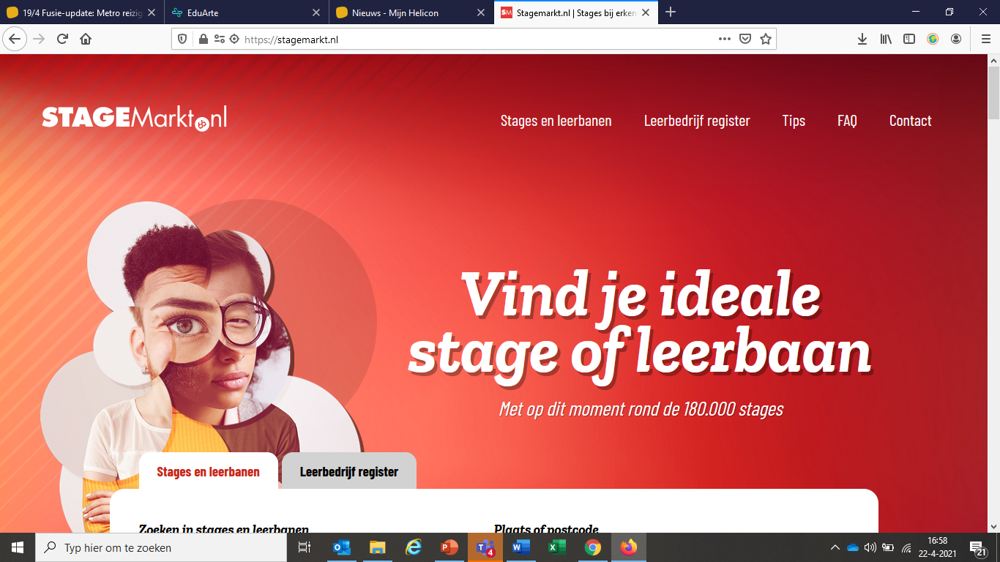 19/4 Fusie-update: Metro reizig
EduArte
Nieuws - Mijn Helicon
Stagemarkt.nl | Stages bij erken
https://stagemarkt.nl
STAGEMarkt.nl
Stages en leerbanen
Leerbedrijf register
Tips
FAQ
Contact
Vind je ideale
stage of leerbaan
Met op dit moment rond de 180.000 stages
Stages en leerbanen
Leerbedrijf register
Zoeken in stages en leerbanen
Plaats of postcode
Typ hier om te zoeken
4
16:58
22-4-2021
21